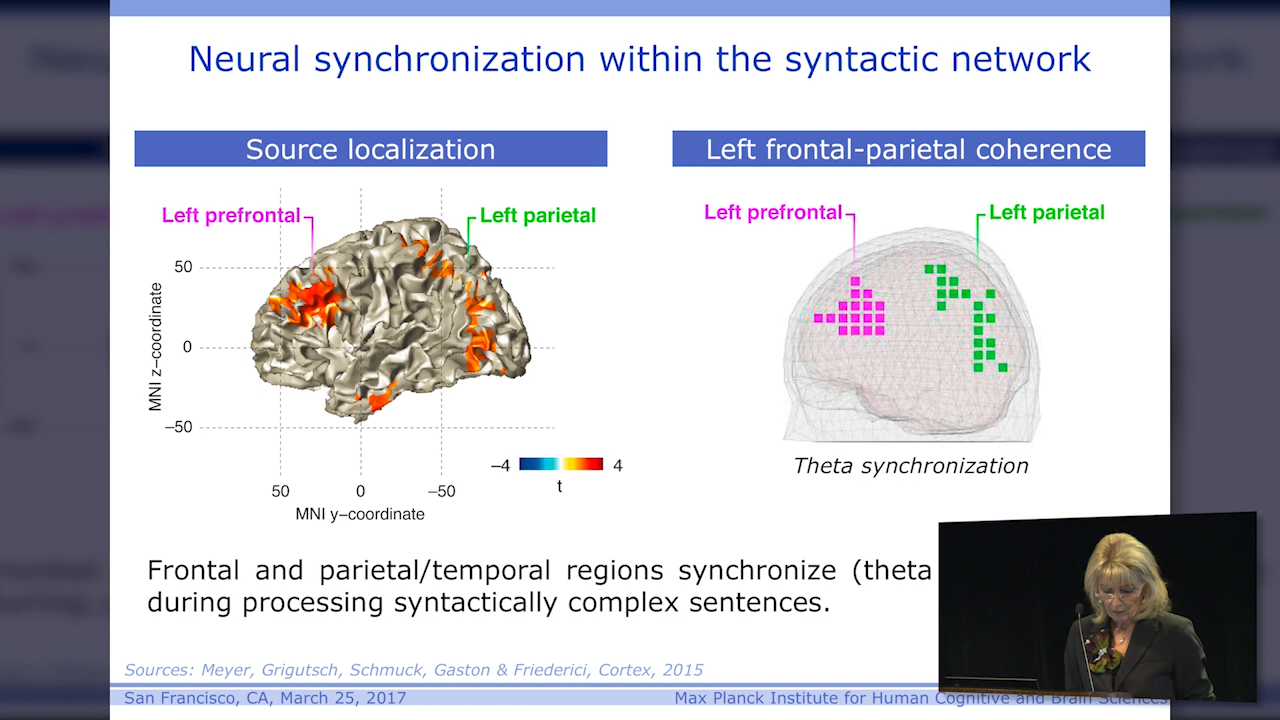 Neural synchronization within the syntactic network
Source localization
Left frontal-parietal coherence
Left prefrontal
Left parietal
Left prefrontal
Left parietal
50
0
−50
MNI z−coordinate
50
0
−50
MNI y−coordinate
−4
4
t
Theta synchronization
Frontal and parietal/temporal regions synchronize (theta
during processing syntactically complex sentences.
Sources: Meyer, Grigutsch, Schmuck, Gaston & Friederici, Cortex, 2015
San Francisco, CA, March 25, 2017
Max Planck Institute for Human Cognitive and Brain Sciences